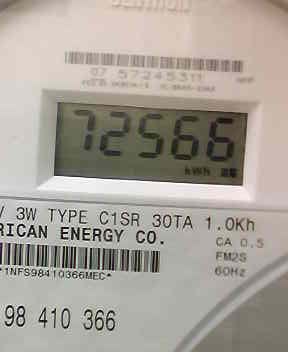 07 57245311
72566
kWh
V 3W TYPE C1SR 30TA 1.0Kh
RICAN ENERGY CO.
CA 0.5
FM2S
60Hz
*1NFS98410366MEC*
98 410 366